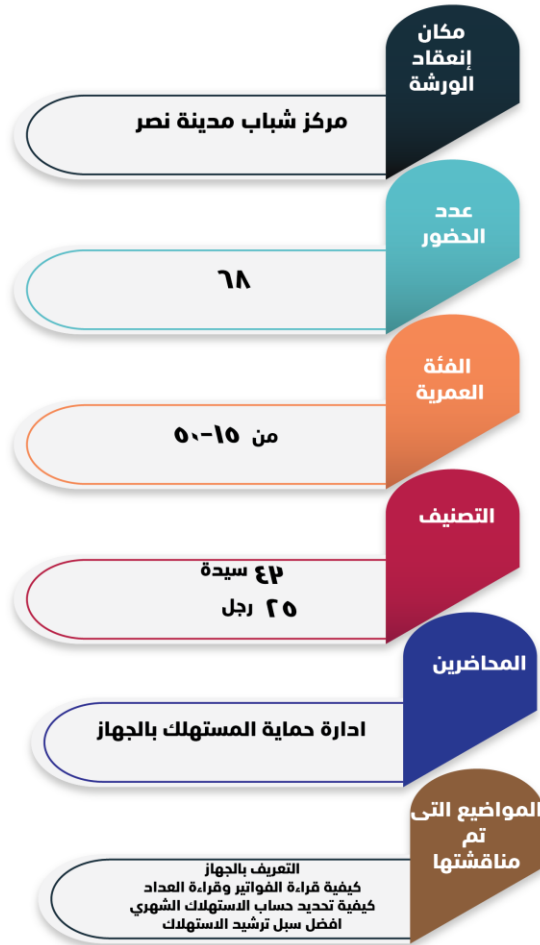 مكان
إنعقاد
الورشة
مركز شباب مدينة نصر
عدد
الحضور
٦٨
الفئة
العمرية
من ١٥-٥٠
التصنيف
٤٣ سيدة
٢٥ رجل
المحاضرين
ادارة حماية المستهلك بالجهاز
المواضيع التى
تم
مناقشتها
التعريف بالجهاز
كيفية قراءة الفواتير وقراءة العداد
كيفية تحديد حساب الاستهلاك الشهري
افضل سبل ترشيد الاستهلاك